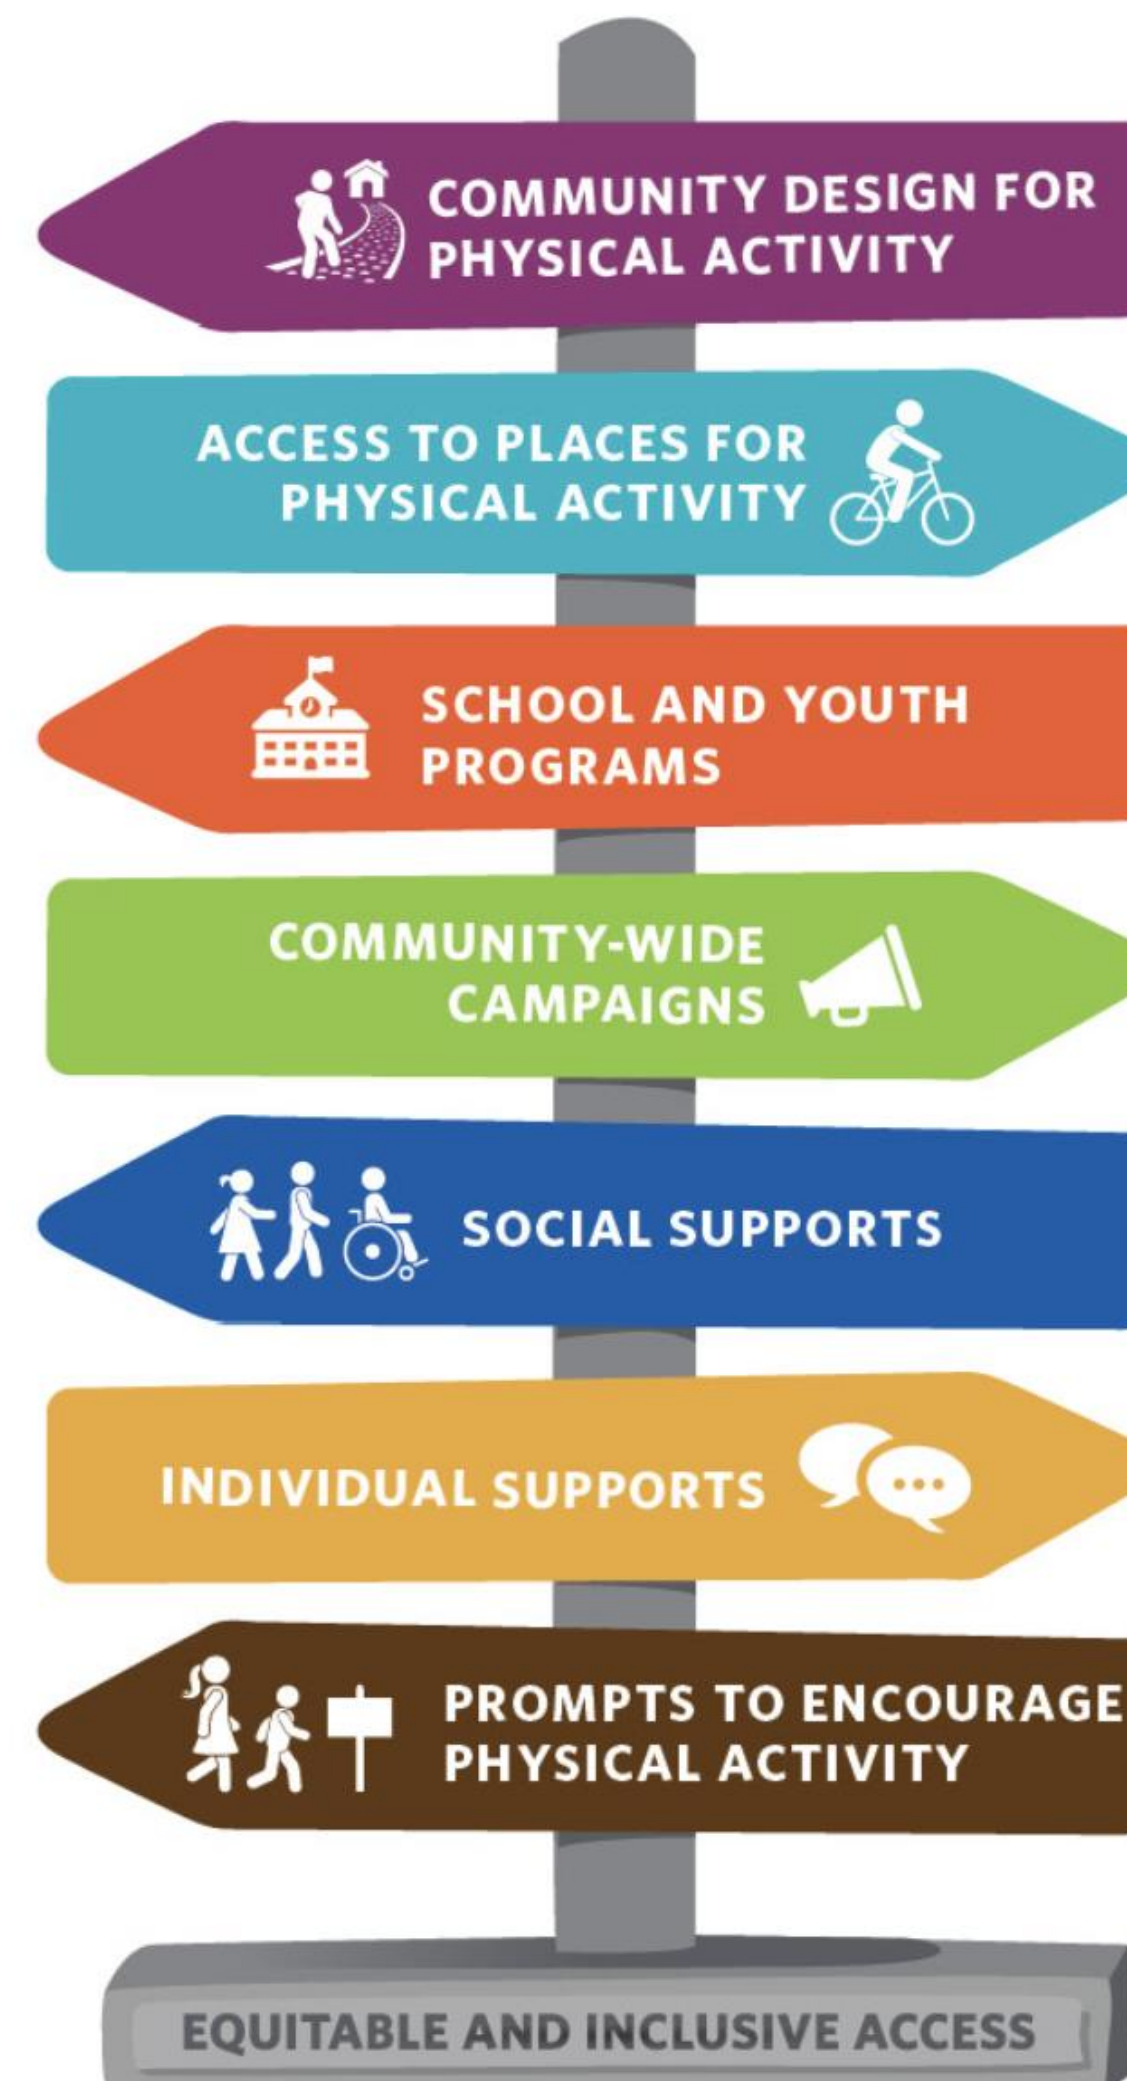 COMMUNITY DESIGN FOR
PHYSICAL ACTIVITY
ACCESS TO PLACES FOR
PHYSICAL ACTIVITY
SCHOOL AND YOUTH
PROGRAMS
COMMUNITY-WIDE
CAMPAIGNS
SOCIAL SUPPORTS
INDIVIDUAL SUPPORTS
PROMPTS TO ENCOURAGE
PHYSICAL ACTIVITY
EQUITABLE AND INCLUSIVE ACCESS